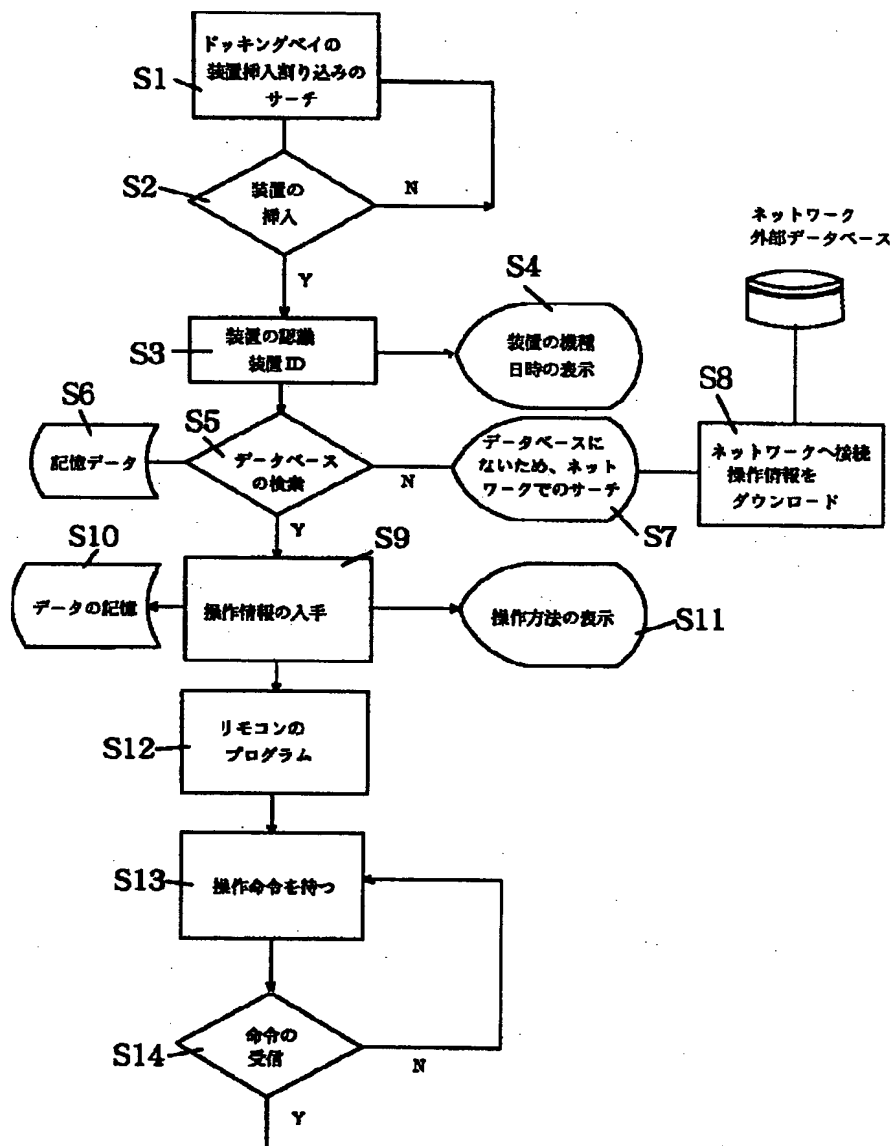 ドッキングベイの
装置挿入割り込みの
サーチ
S1
S2
装置の
挿入
N
Y
ネットワーク
外部データベース
S4
S3
装置の認識
装置ID
装置の機種
日時の表示
S6
S5
S8
記憶データ
データベース
の検索
N
データベースに
ないため、ネット
ワークでのサーチ
ネットワークへ接続
操作情報を
ダウンロード
Y
S7
S10
S9
データの記憶
操作情報の入手
操作方法の表示
S11
S12
リモコンの
プログラム
S13
操作命令を待つ
S14
命令の
受信
N
Y